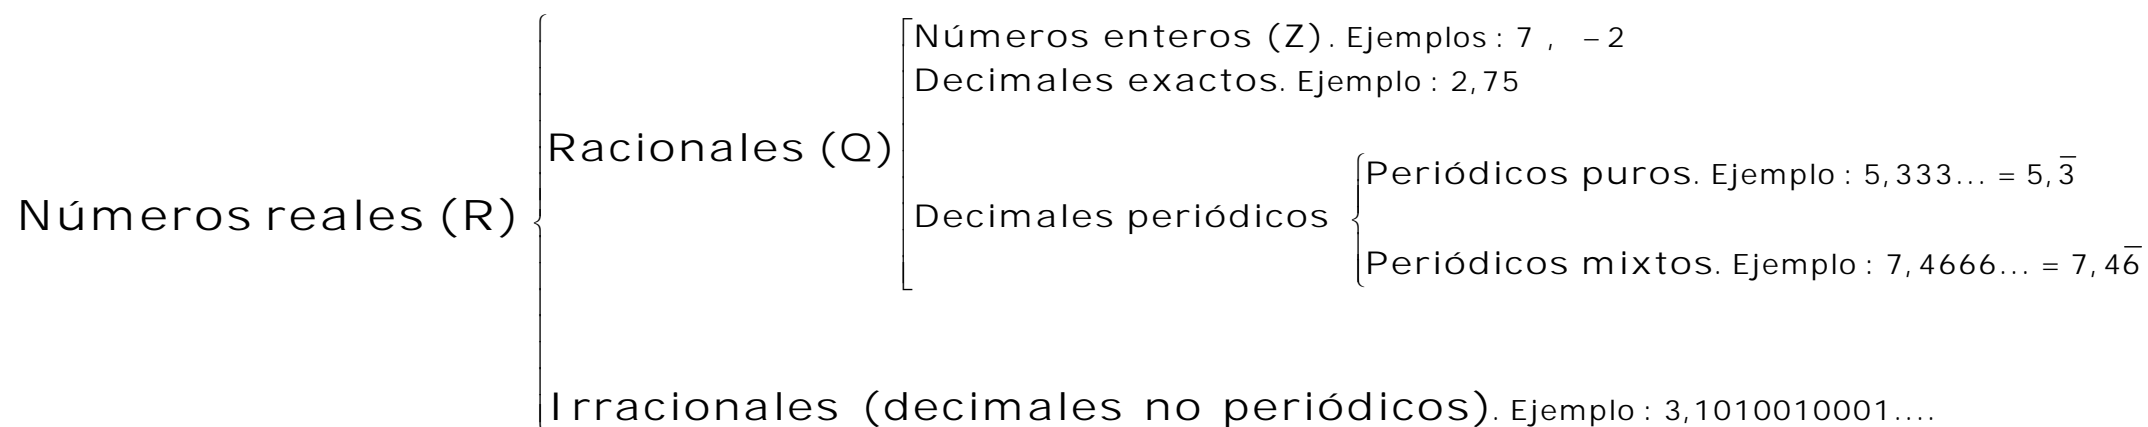 Números enteros (Z). Ejemplos : 7 , −2
Decimales exactos. Ejemplo : 2,75
Racionales (Q)
Periódicos puros. Ejemplo : 5,333... = 5,3̅
Números reales (R)
Decimales periódicos
Periódicos mixtos. Ejemplo : 7,4666... = 7,46̅
Irracionales (decimales no periódicos). Ejemplo : 3,1010010001....